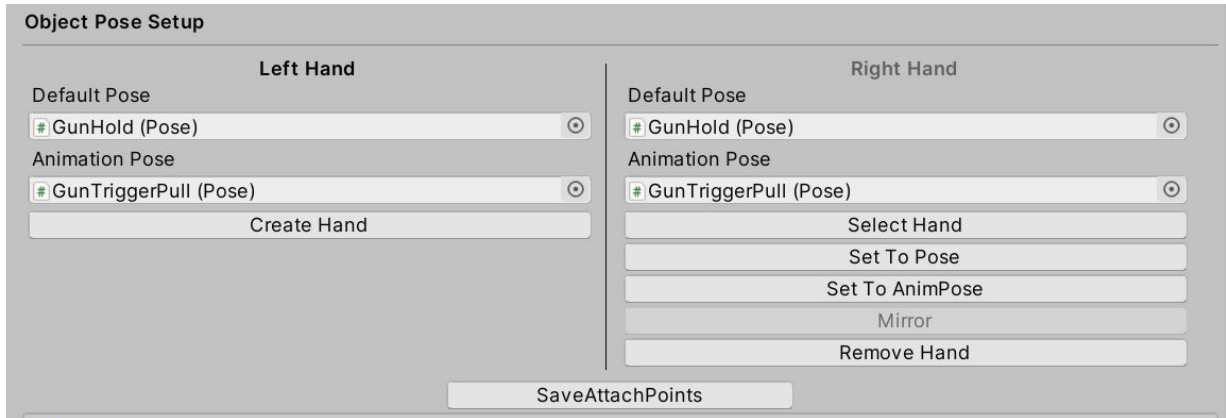 Object Pose Setup
Left Hand
Default Pose
# GunHold (Pose)
Animation Pose
# GunTriggerPull (Pose)
Create Hand
Right Hand
Default Pose
# GunHold (Pose)
Animation Pose
# GunTriggerPull (Pose)
Select Hand
Set To Pose
Set To AnimPose
Mirror
Remove Hand
SaveAttachPoints